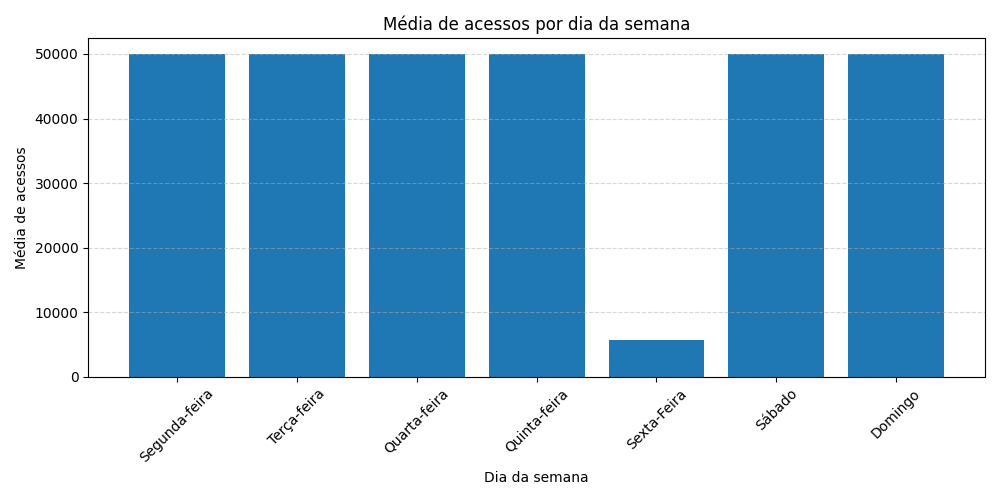 Média de acessos por dia da semana
50000
40000
30000
20000
10000
0
Média de acessos
Segunda-feira
Terça-feira
Quarta-feira
Quinta-feira
Sexta-Feira
Sábado
Domingo
Dia da semana